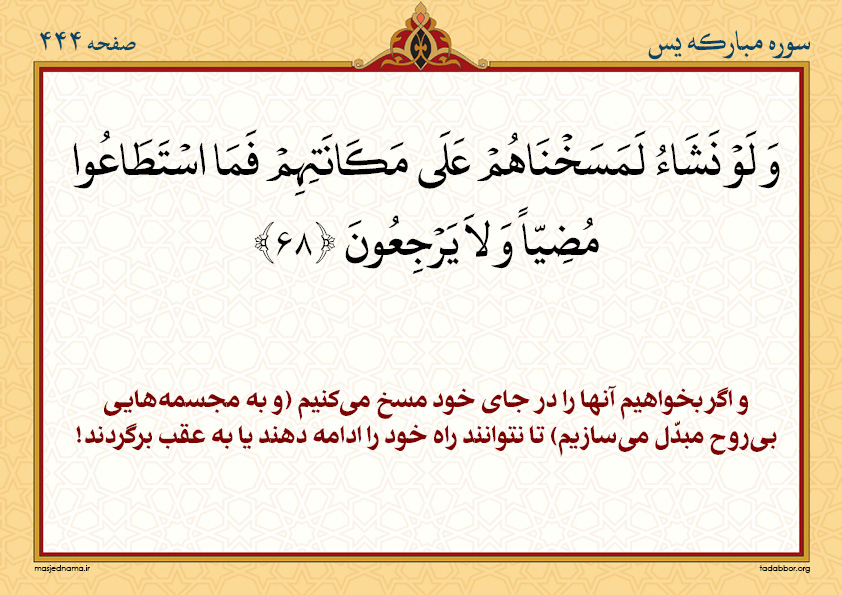 سوره مبارکه یس
صفحه ۴۴۴
وَ لَوْ نَشَاءُ لَمَسَخْنَاهُمْ عَلَى مَكَانَتِهِمْ فَمَا اسْتَطَاعُوا
مُضِيّاً وَ لاَ يَرْجِعُونَ ﴿۶۸﴾
و اگر بخواهیم آنها را در جای خود مسخ می‌کنیم (و به مجسمه‌هایی
بی‌روح مبدّل می‌سازیم) تا نتوانند راه خود را ادامه دهند یا به عقب برگردند!
masjednama.ir
tadabbor.org